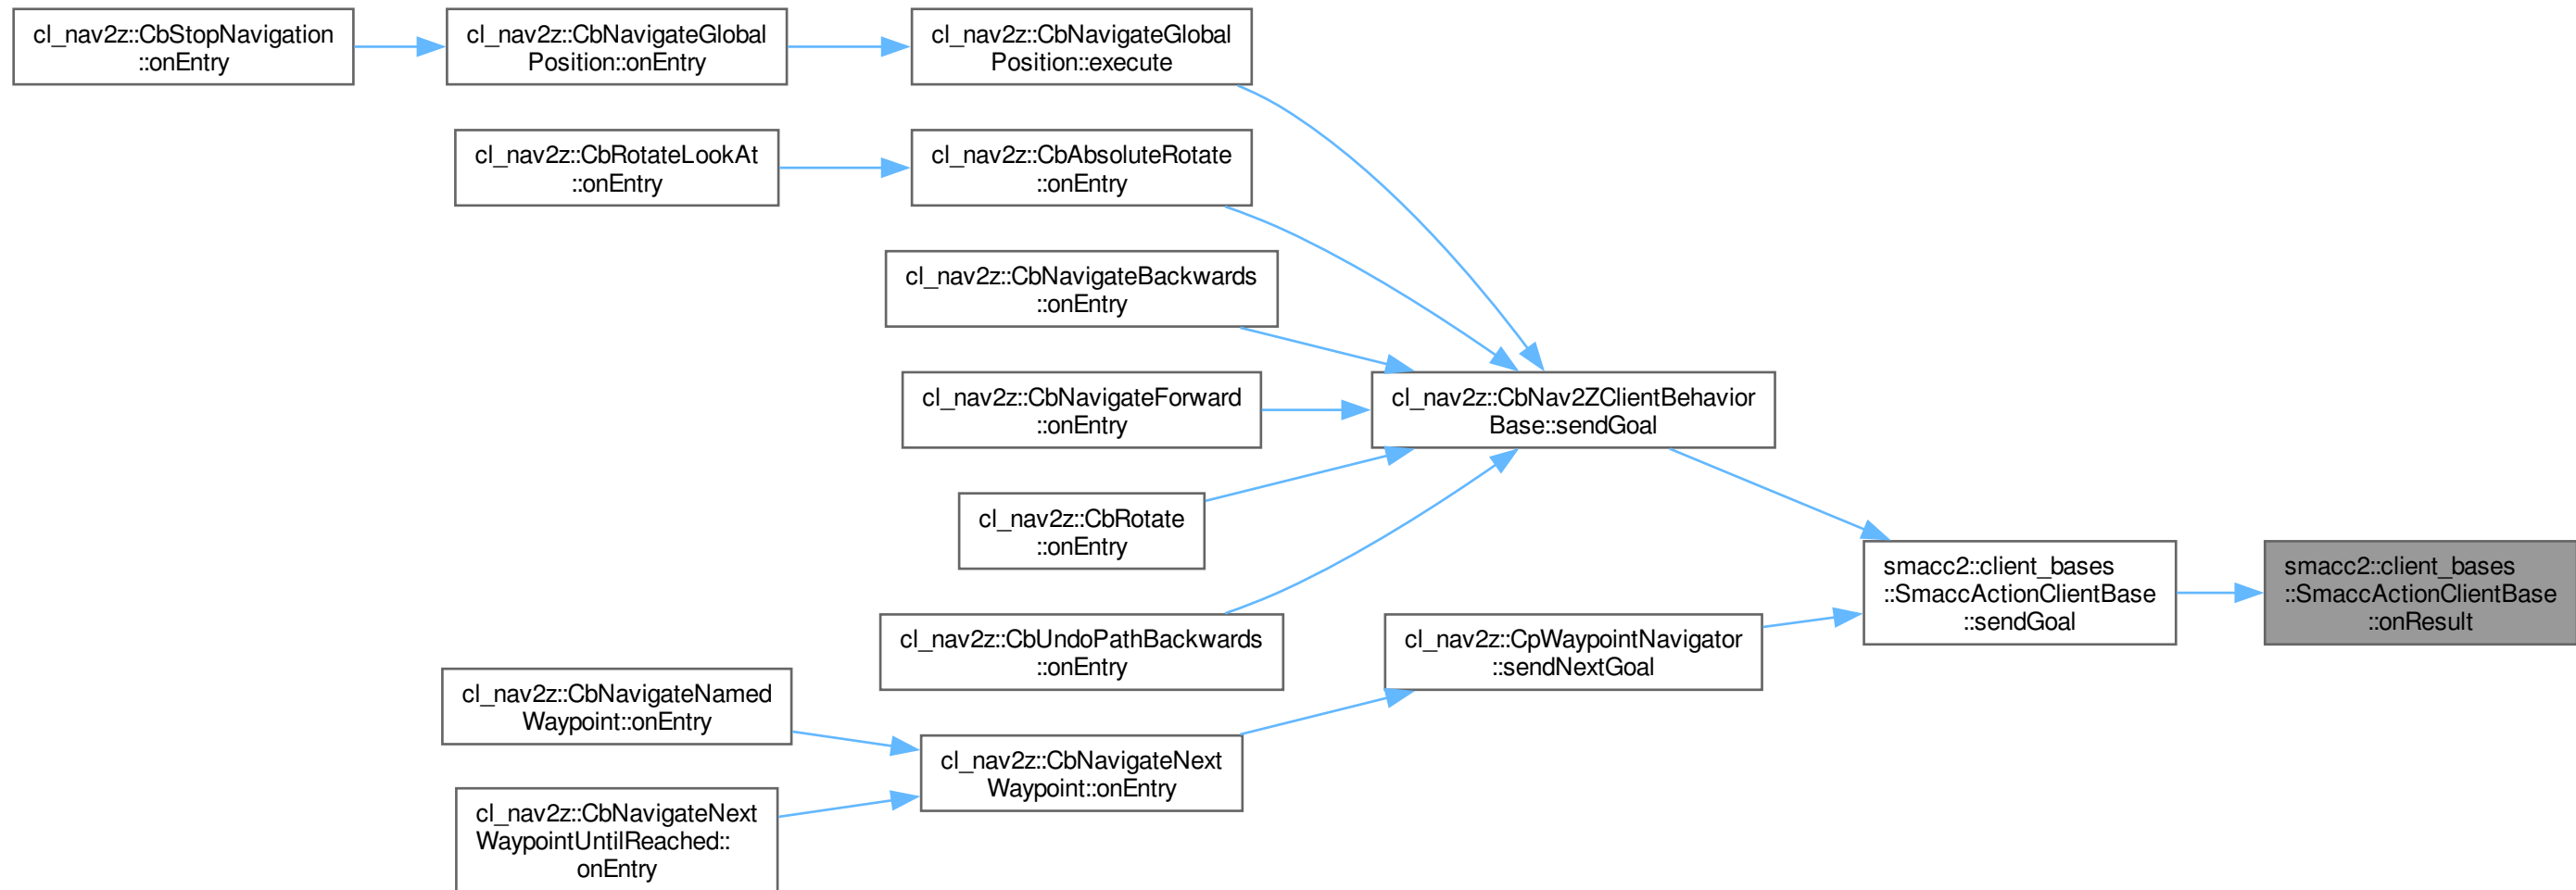 cl_nav2z::CbStopNavigation
::onEntry
cl_nav2z::CbNavigateGlobal
Position::onEntry
cl_nav2z::CbNavigateGlobal
Position::execute
cl_nav2z::CbRotateLookAt
::onEntry
cl_nav2z::CbAbsoluteRotate
::onEntry
cl_nav2z::CbNavigateBackwards
::onEntry
cl_nav2z::CbNavigateForward
::onEntry
cl_nav2z::CbNav2ZClientBehavior
Base::sendGoal
cl_nav2z::CbRotate
::onEntry
smacc2::client_bases
::SmaccActionClientBase
::sendGoal
smacc2::client_bases
::SmaccActionClientBase
::onResult
cl_nav2z::CbUndoPathBackwards
::onEntry
cl_nav2z::CpWaypointNavigator
::sendNextGoal
cl_nav2z::CbNavigateNamed
Waypoint::onEntry
cl_nav2z::CbNavigateNext
Waypoint::onEntry
cl_nav2z::CbNavigateNext
WaypointUntilReached::
onEntry